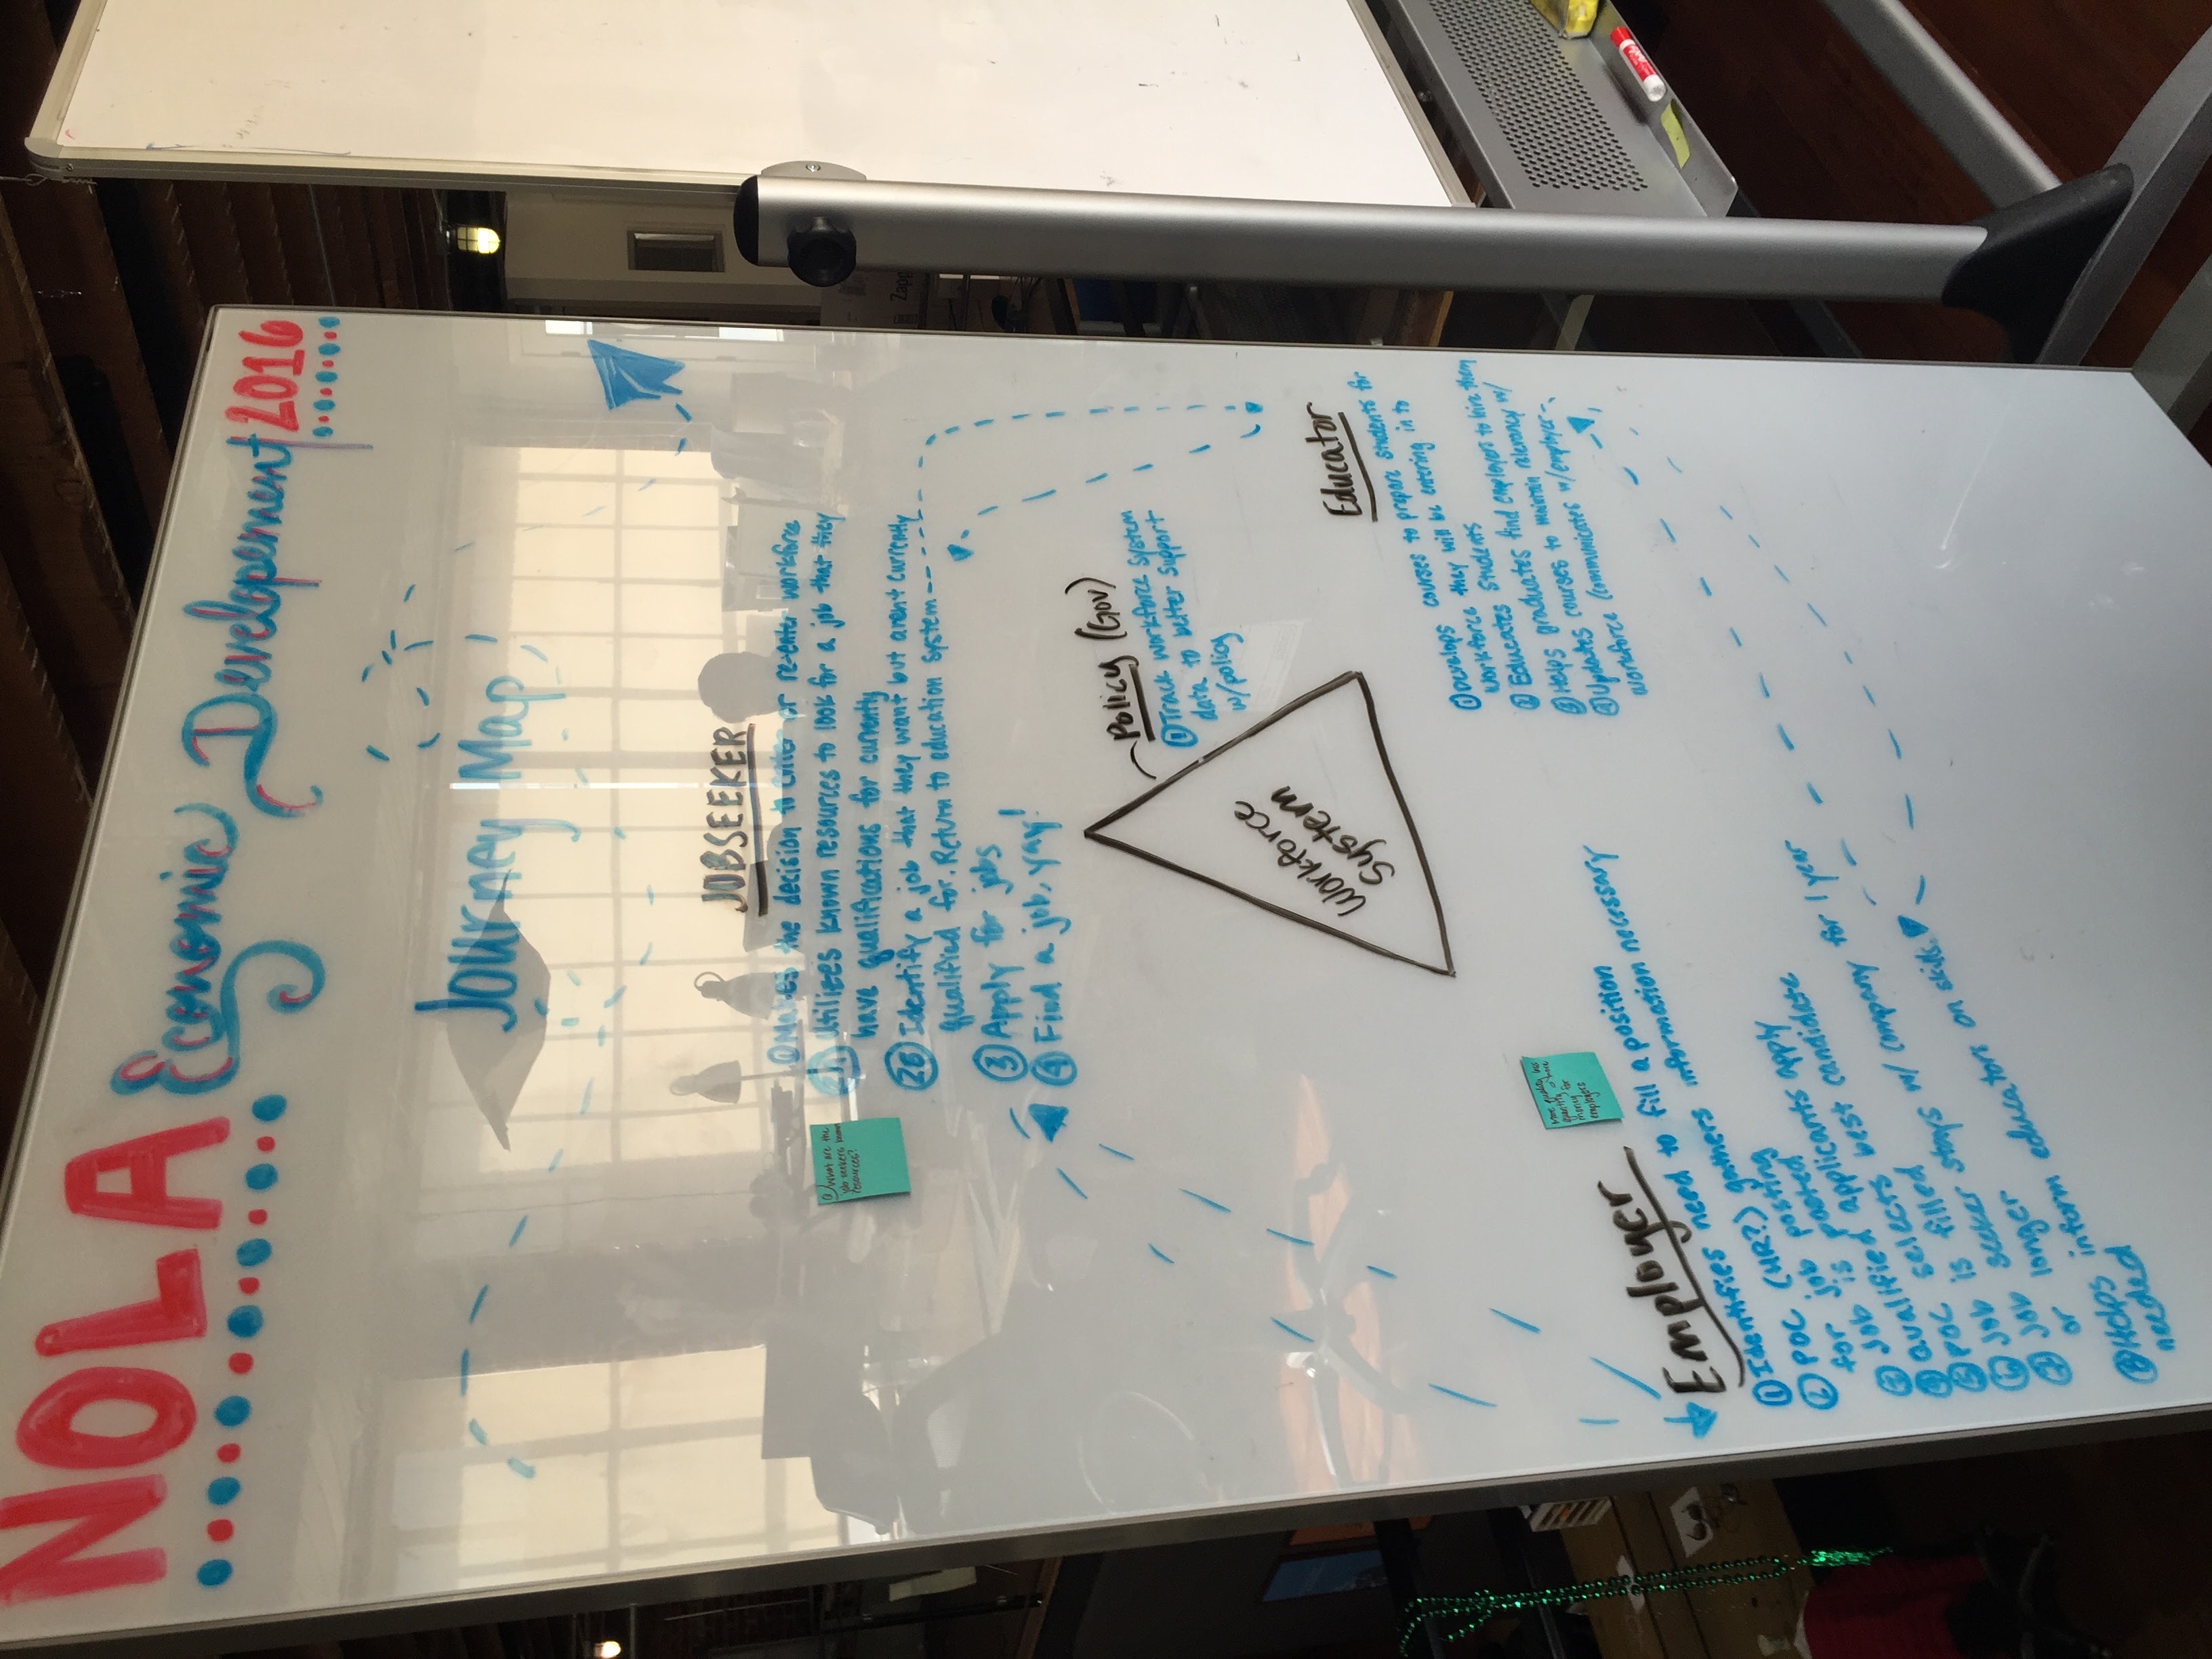 NOLA Economic Developement 2016
Journey Map
JOBSEEKER
① Makes the decision to enter or re-enter workforce
Utilizes known resources to look for a job that they
have qualifications for currently
Identify a job that they want but arent currently
qualified for. Return to education system
③ Apply for jobs
④ Find a job, yay!
What are the
job seekers known
resources?
Policy (Gov)
① Track workforce system
data to better support
w/policy
Workforce
System
Educator
① Develops courses to prepare students for
workforce they will be entering in to
② Educates Students
③ Helps graduates find employers to hire them
④ Updates courses to maintain relevancy w/
workforce (communicates w/employer
More quality, less
quantity = more
money for
employers
Employer
① Identifies need to fill a position
② POC (HR?) gathers information necessary
for job posting
③ Job is posted
④ qualified applicants apply
⑤ POC selects best candidate
⑥ Job is filled
⑦ Job seeker stays w/ company for 1 year
or longer
⑧ Helps inform educators on skills
needed
Zapp